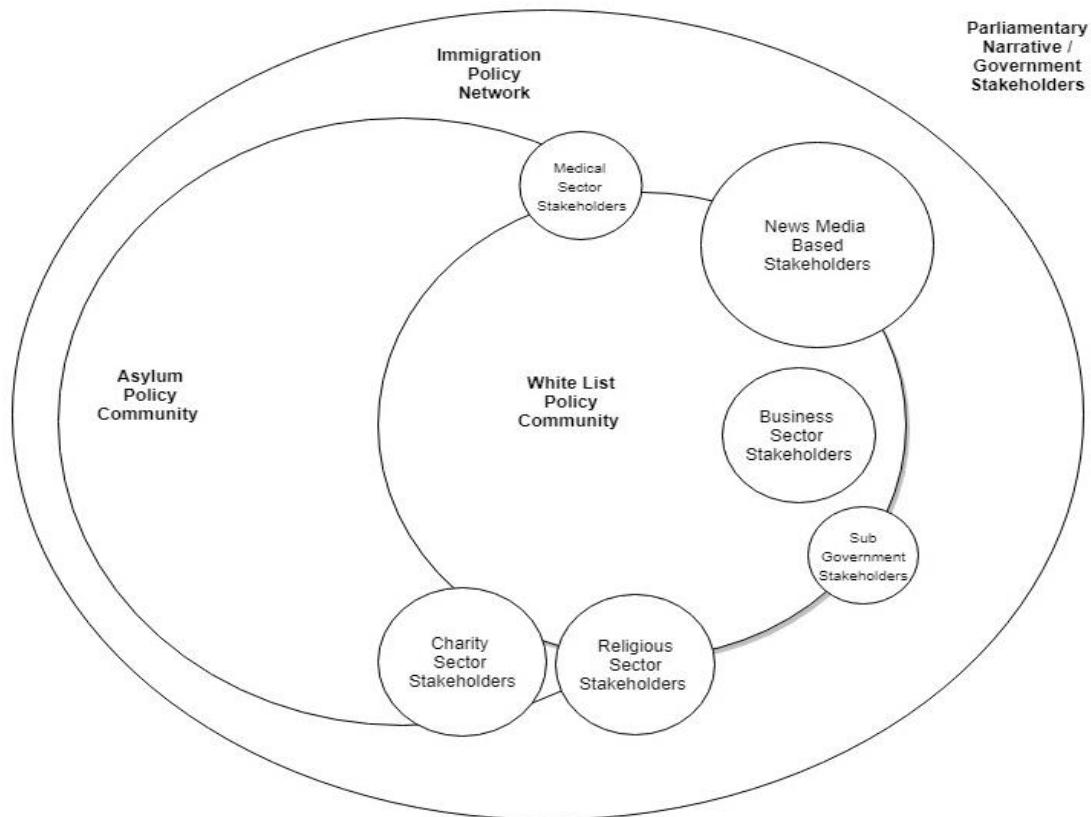 Parliamentary
Narrative /
Government
Stakeholders
Immigration
Policy
Network
Medical
Sector
Stakeholders
News Media
Based
Stakeholders
Asylum
Policy
Community
White List
Policy
Community
Business
Sector
Stakeholders
Sub
Government
Stakeholders
Charity
Sector
Stakeholders
Religious
Sector
Stakeholders